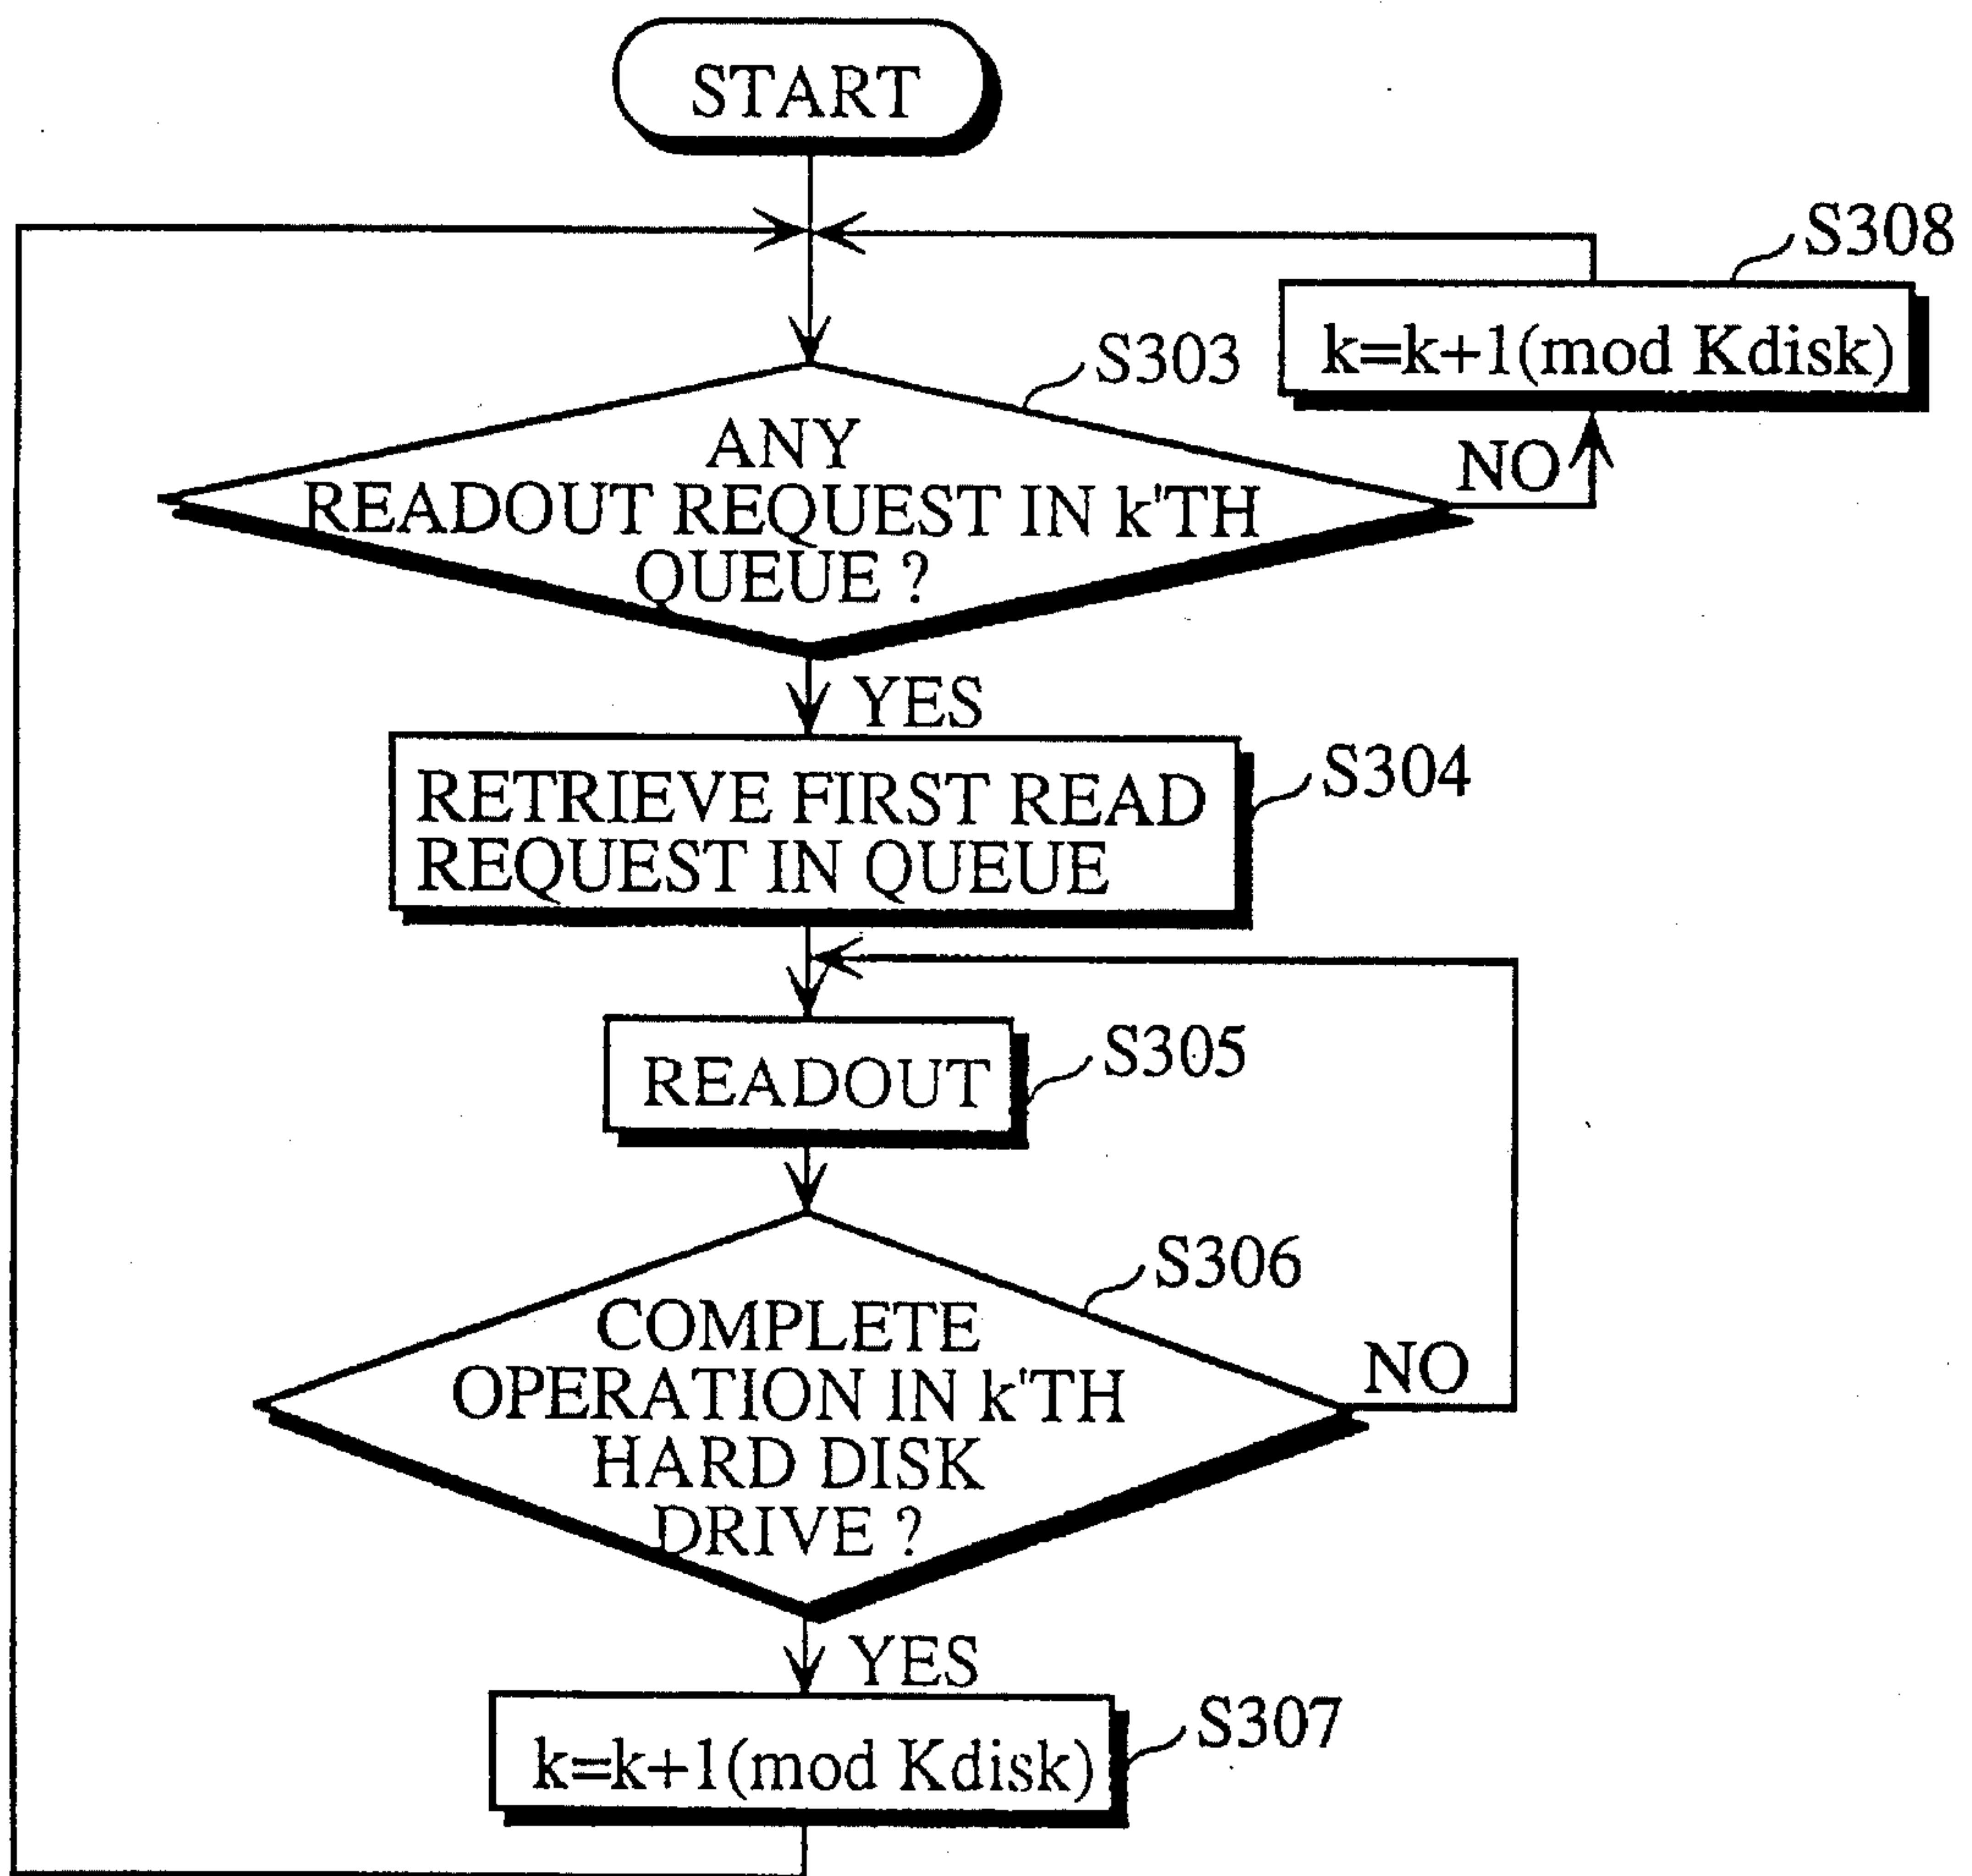 START
S308
k=k+1(mod Kdisk)
S303
ANY
READOUT REQUEST IN k'TH
QUEUE ?
NO
YES
RETRIEVE FIRST READ
REQUEST IN QUEUE
S304
READOUT
S305
S306
COMPLETE
OPERATION IN k'TH
HARD DISK
DRIVE ?
NO
YES
k=k+1(mod Kdisk)
S307